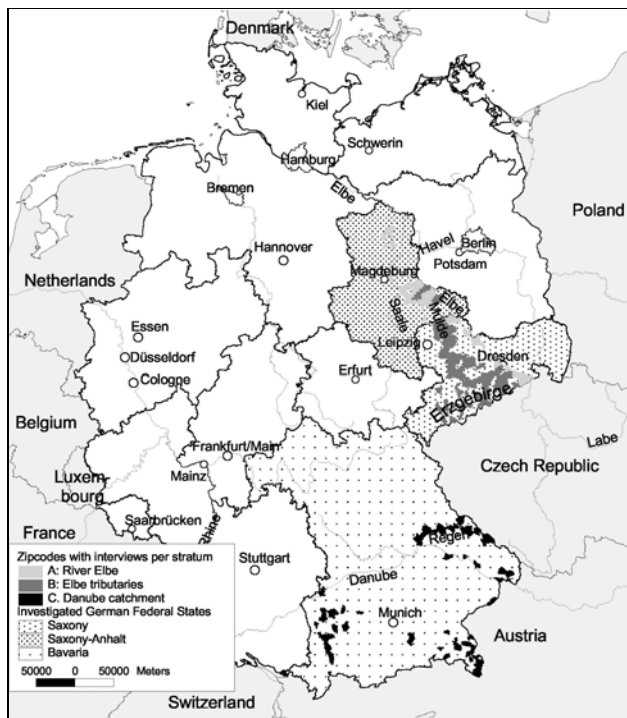 Denmark
Kiel
Schwerin
Hamburg
Elbe
Bremen
Poland
Havel
Berlin
Hannover
Potsdam
Netherlands
Magdeburg
Elbe
Saale
Mulde
Essen
Leipzig
Düsseldorf
Dresden
Cologne
Erfurt
Erzgebirge
Belgium
Labe
Frankfurt/Main
Czech Republic
Luxem-
bourg
Mainz
Saarbrücken
Rhine
France
Regen
Zipcodes with interviews per stratum
A: River Elbe
B: Elbe tributaries
C. Danube catchment
Investigated German Federal States
Saxony
Saxony-Anhalt
Bavaria
50000 0 50000 Meters
Stuttgart
Danube
Munich
Austria
Switzerland